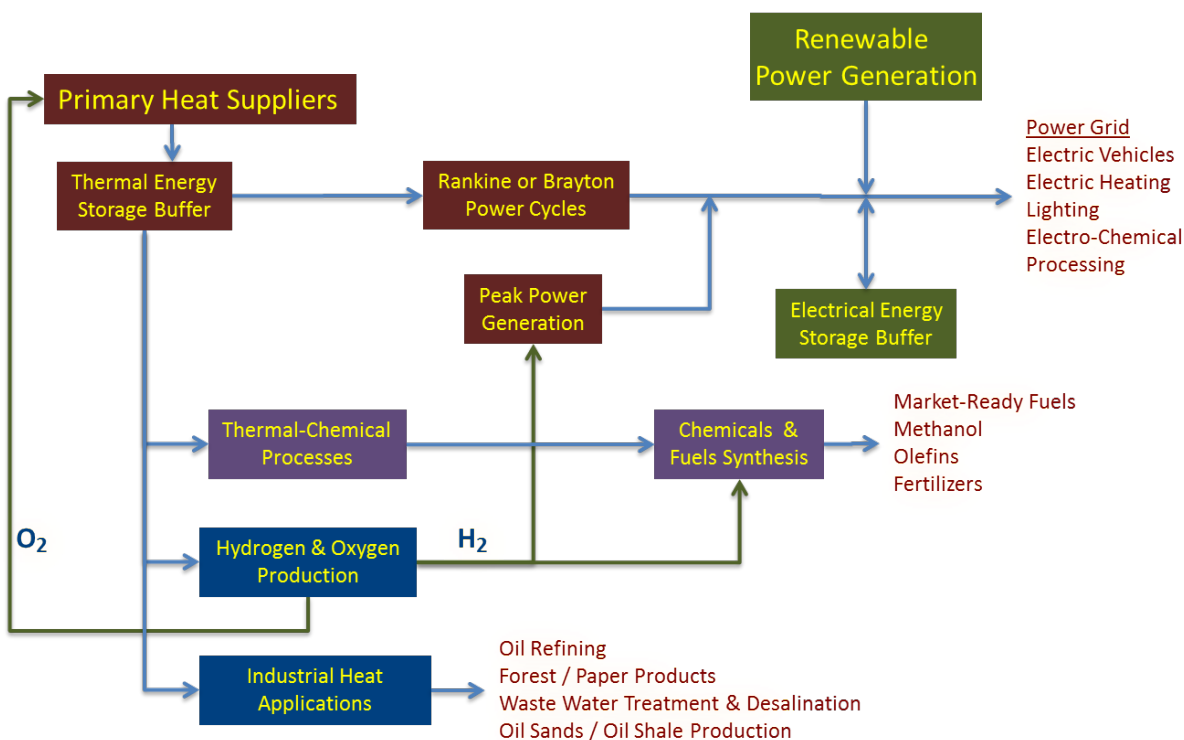 Renewable
Power Generation
Primary Heat Suppliers
Power Grid
Electric Vehicles
Electric Heating
Lighting
Electro-Chemical
Processing
Thermal Energy
Storage Buffer
Rankine or Brayton
Power Cycles
Peak Power
Generation
Electrical Energy
Storage Buffer
Thermal-Chemical
Processes
Chemicals &
Fuels Synthesis
Market-Ready Fuels
Methanol
Olefins
Fertilizers
O2
Hydrogen & Oxygen
Production
H2
Industrial Heat
Applications
Oil Refining
Forest / Paper Products
Waste Water Treatment & Desalination
Oil Sands / Oil Shale Production